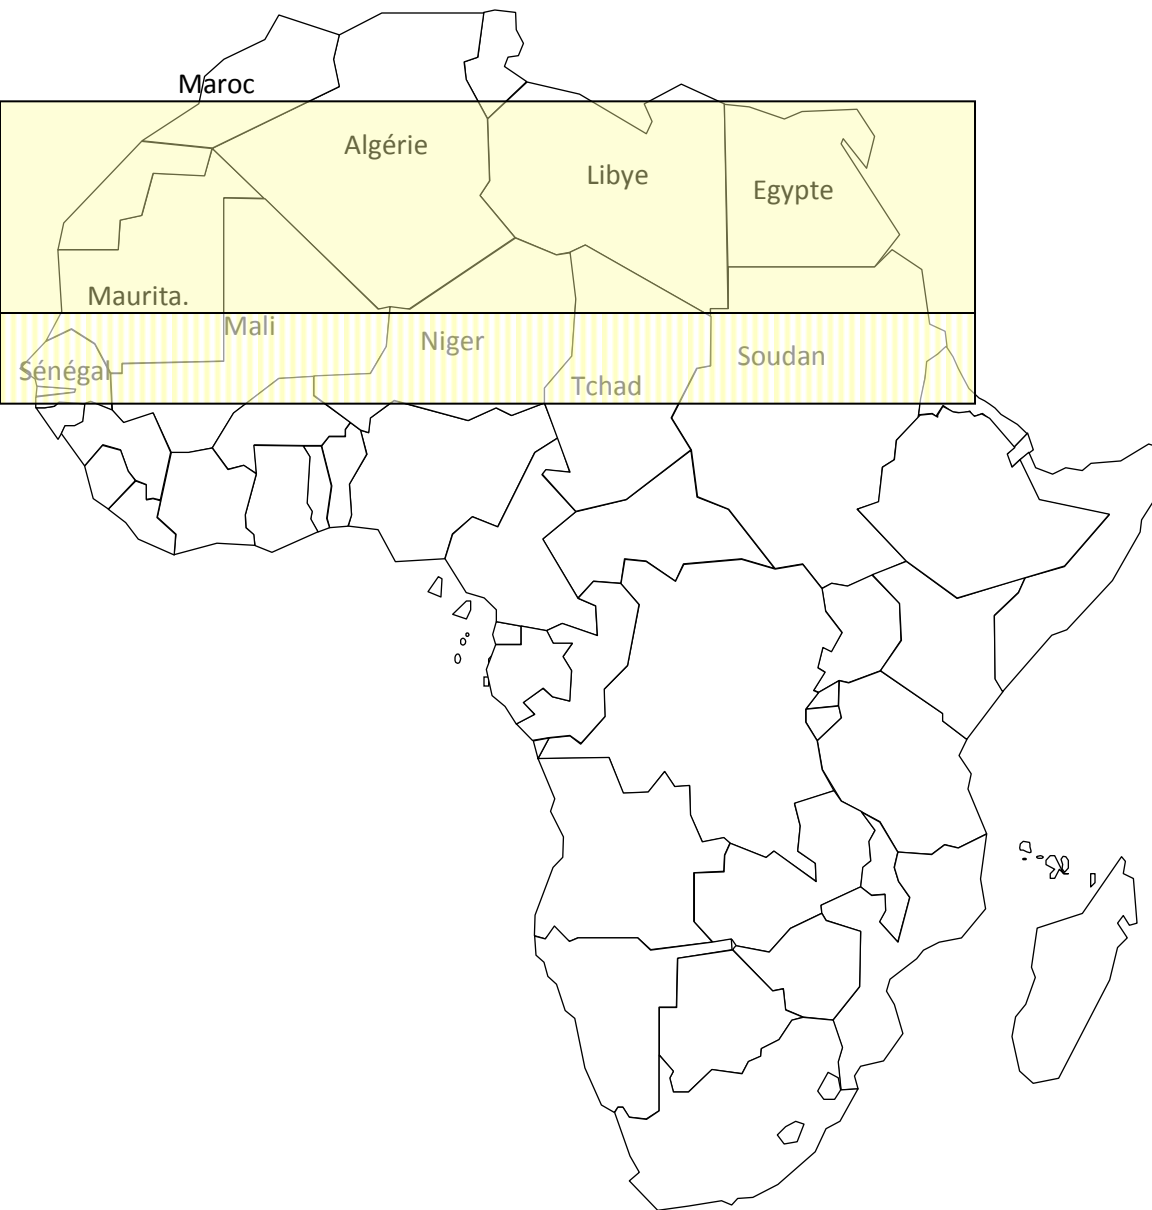 Maroc
Algérie
Libye
Egypte
Maurita.
Mali
Niger
Soudan
Sénégal
Tchad